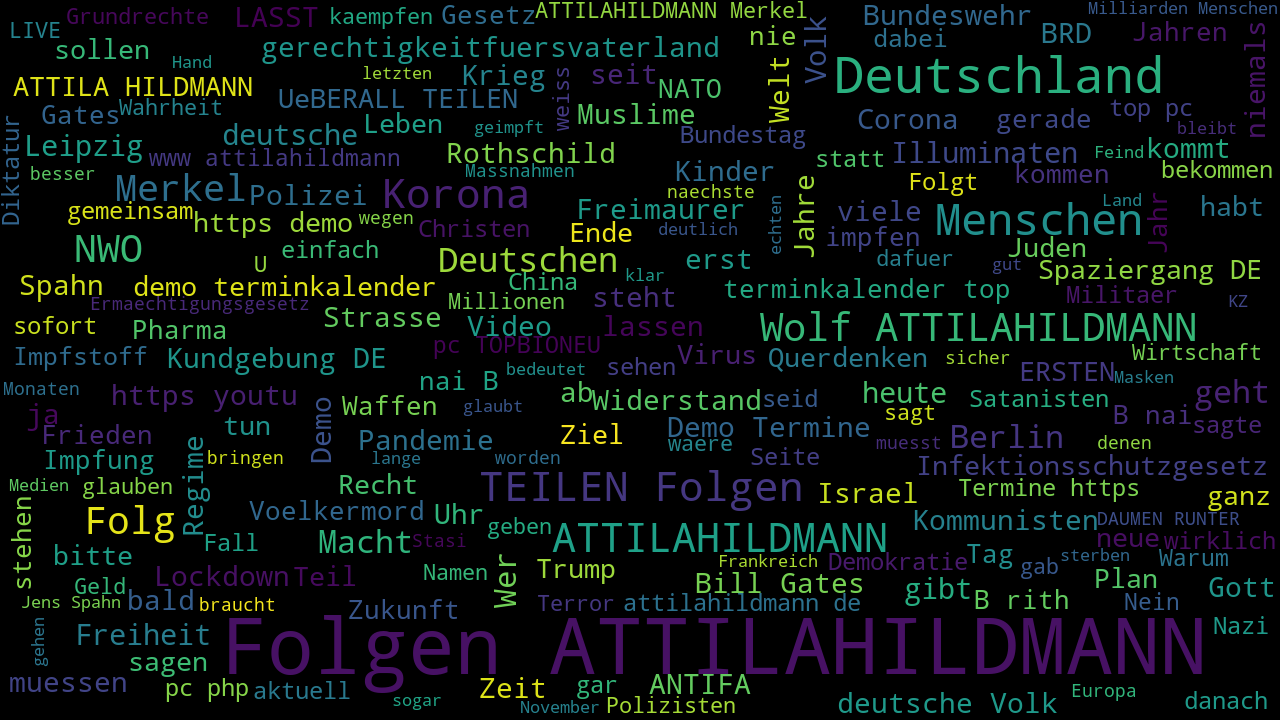 Grundrechte LASST kaempfen Gesetz ATTILAHILDMANN Merkel Bundeswehr Milliarden Menschen
LIVE sollen gerechtigkeitfuersvaterland nie Volk dabei BRD Jahren
Hand letzten Krieg seit NATO Welt Deutschland niemals
ATTILA HILDMANN UeBERALL TEILEN weiss Muslime
Gates Wahrheit Leben geimpft Bundestag Corona gerade top pc bleibt
Diktatur Leipzig deutsche www attilahildmann Rothschild Massnahmen Kinder statt Illuminaten Feind kommt
besser Merkel Polizei Korona naechste Jahre Folgt kommen bekommen
gemeinsam https demo wegen Christen Freimaurer Ende deutlich echten viele impfen Menschen Land Jahr habt
NWO einfach U Deutschen China klar erst dafuer gut Juden Spaziergang DE
Spahn demo terminkalender Millionen steht terminkalender top Militaer KZ
Ermaechtigungsgesetz sofort Pharma Strasse Video lassen Wolf ATTILAHILDMANN
Impfstoff Kundgebung DE pc TOPBIONEU bedeutet sehen Virus Querdenken sicher Wirtschaft
Monaten https youtu nai B ab Widerstand seid heute ERSTEN Masken Satanisten geht
ja Waffen glaubt sagt B nai sagte
Frieden tun Demo Pandemie Ziel Demo Termine waere muesst Berlin denen
Impfung Regime bringen lange worden Seite Infektionsschutzgesetz
Medien glauben Recht TEILEN Folgen Israel Termine https ganz
stehen Folg Voelkermord Uhr geben ATTILAHILDMANN Kommunisten DAUMEN RUNTER
bitte Fall Macht Stasi Wer neue wirklich
Geld Lockdown Teil Namen Trump Frankreich Demokratie Tag gab sterben Warum
Jens Spahn bald braucht Zukunft Terror Bill Gates attilahildmann de gibt B rith Plan Nein Gott
gehen Freiheit Folgen ATTILAHILDMANN Nazi
sagen
muessen pc php aktuell sogar Zeit November gar ANTIFA Polizisten deutsche Volk Europa danach